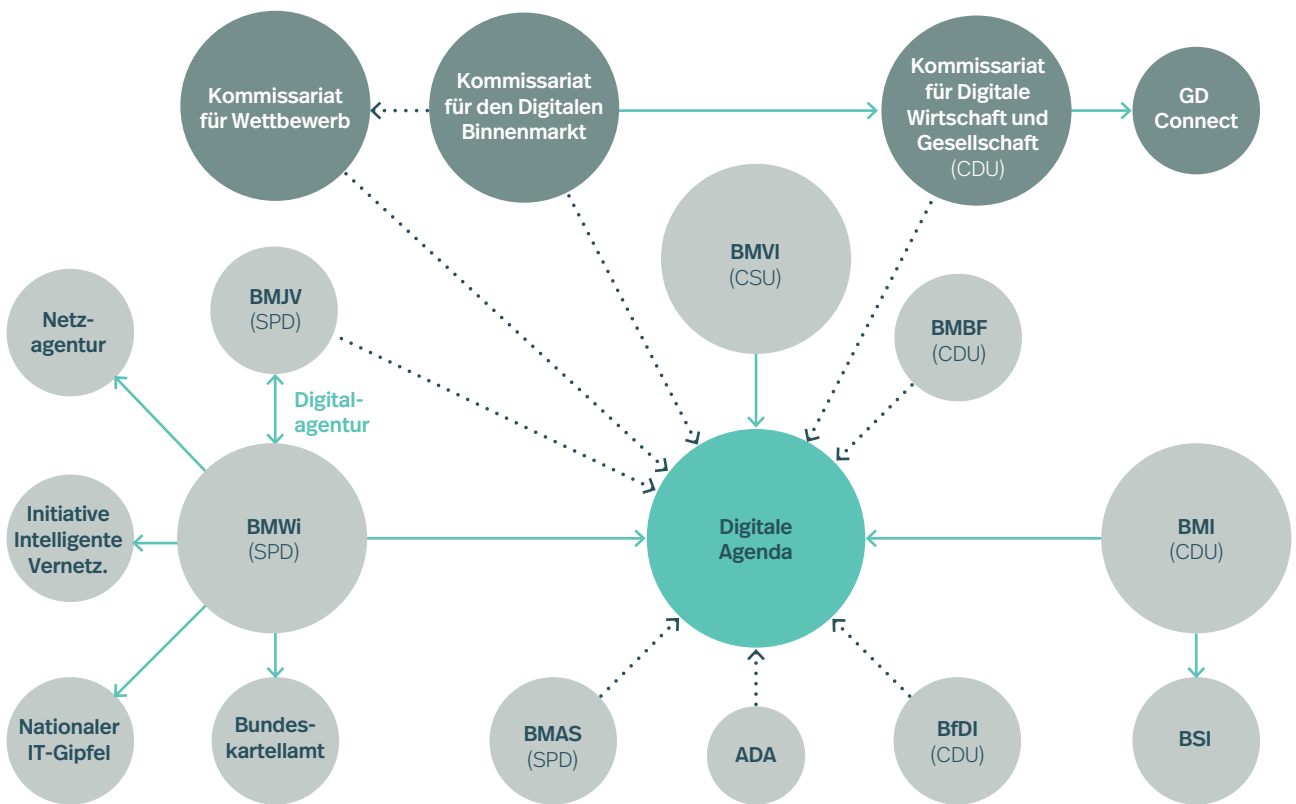 Kommissariat
für Wettbewerb
Kommissariat
für den Digitalen
Binnenmarkt
Kommissariat
für Digitale
Wirtschaft und
Gesellschaft
(CDU)
GD
Connect
BMVI
(CSU)
BMJV
(SPD)
Netz-
agentur
BMBF
(CDU)
Digital-
agentur
Initiative
Intelligente
Vernetz.
BMWi
(SPD)
Digitale
Agenda
BMI
(CDU)
Nationaler
IT-Gipfel
Bundes-
kartellamt
BMAS
(SPD)
ADA
BfDI
(CDU)
BSI